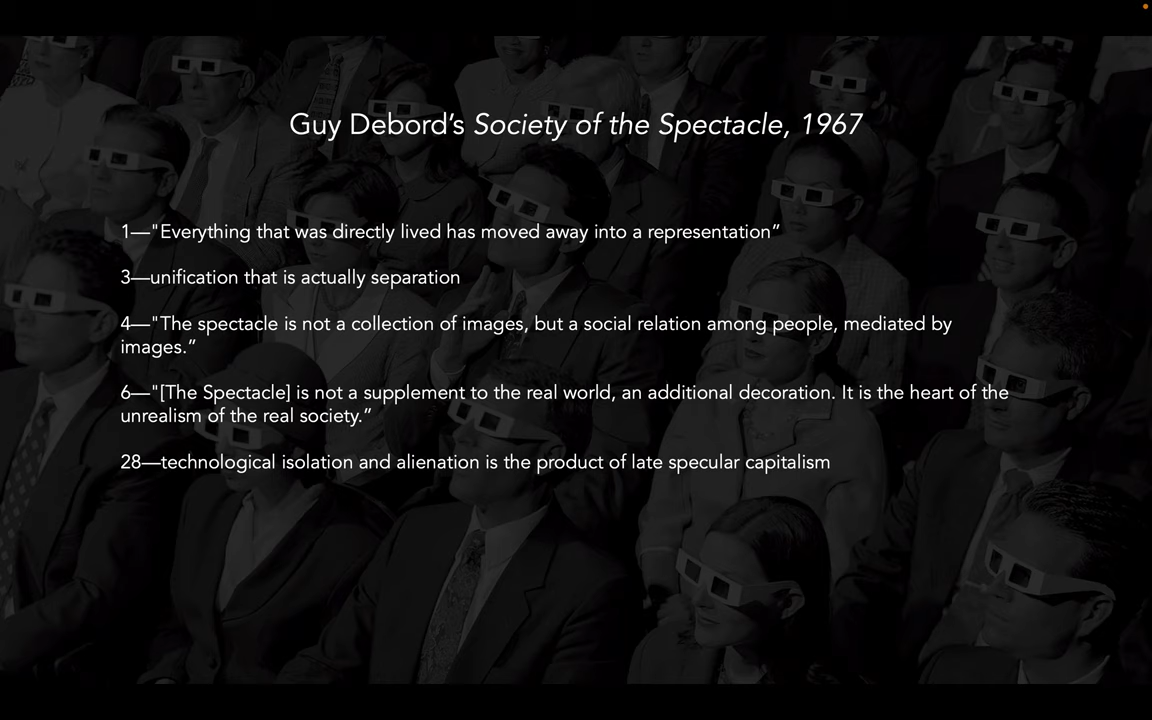 Guy Debord’s Society of the Spectacle, 1967
1—"Everything that was directly lived has moved away into a representation”
3—unification that is actually separation
4—"The spectacle is not a collection of images, but a social relation among people, mediated by
images.”
6—"[The Spectacle] is not a supplement to the real world, an additional decoration. It is the heart of the
unrealism of the real society.”
28—technological isolation and alienation is the product of late specular capitalism